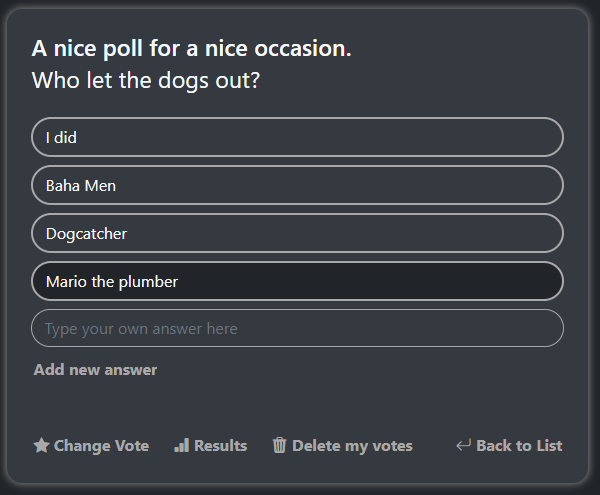 A nice poll for a nice occasion.
Who let the dogs out?
I did
Baha Men
Dogcatcher
Mario the plumber
Type your own answer here
Add new answer
Change Vote Results Delete my votes Back to List